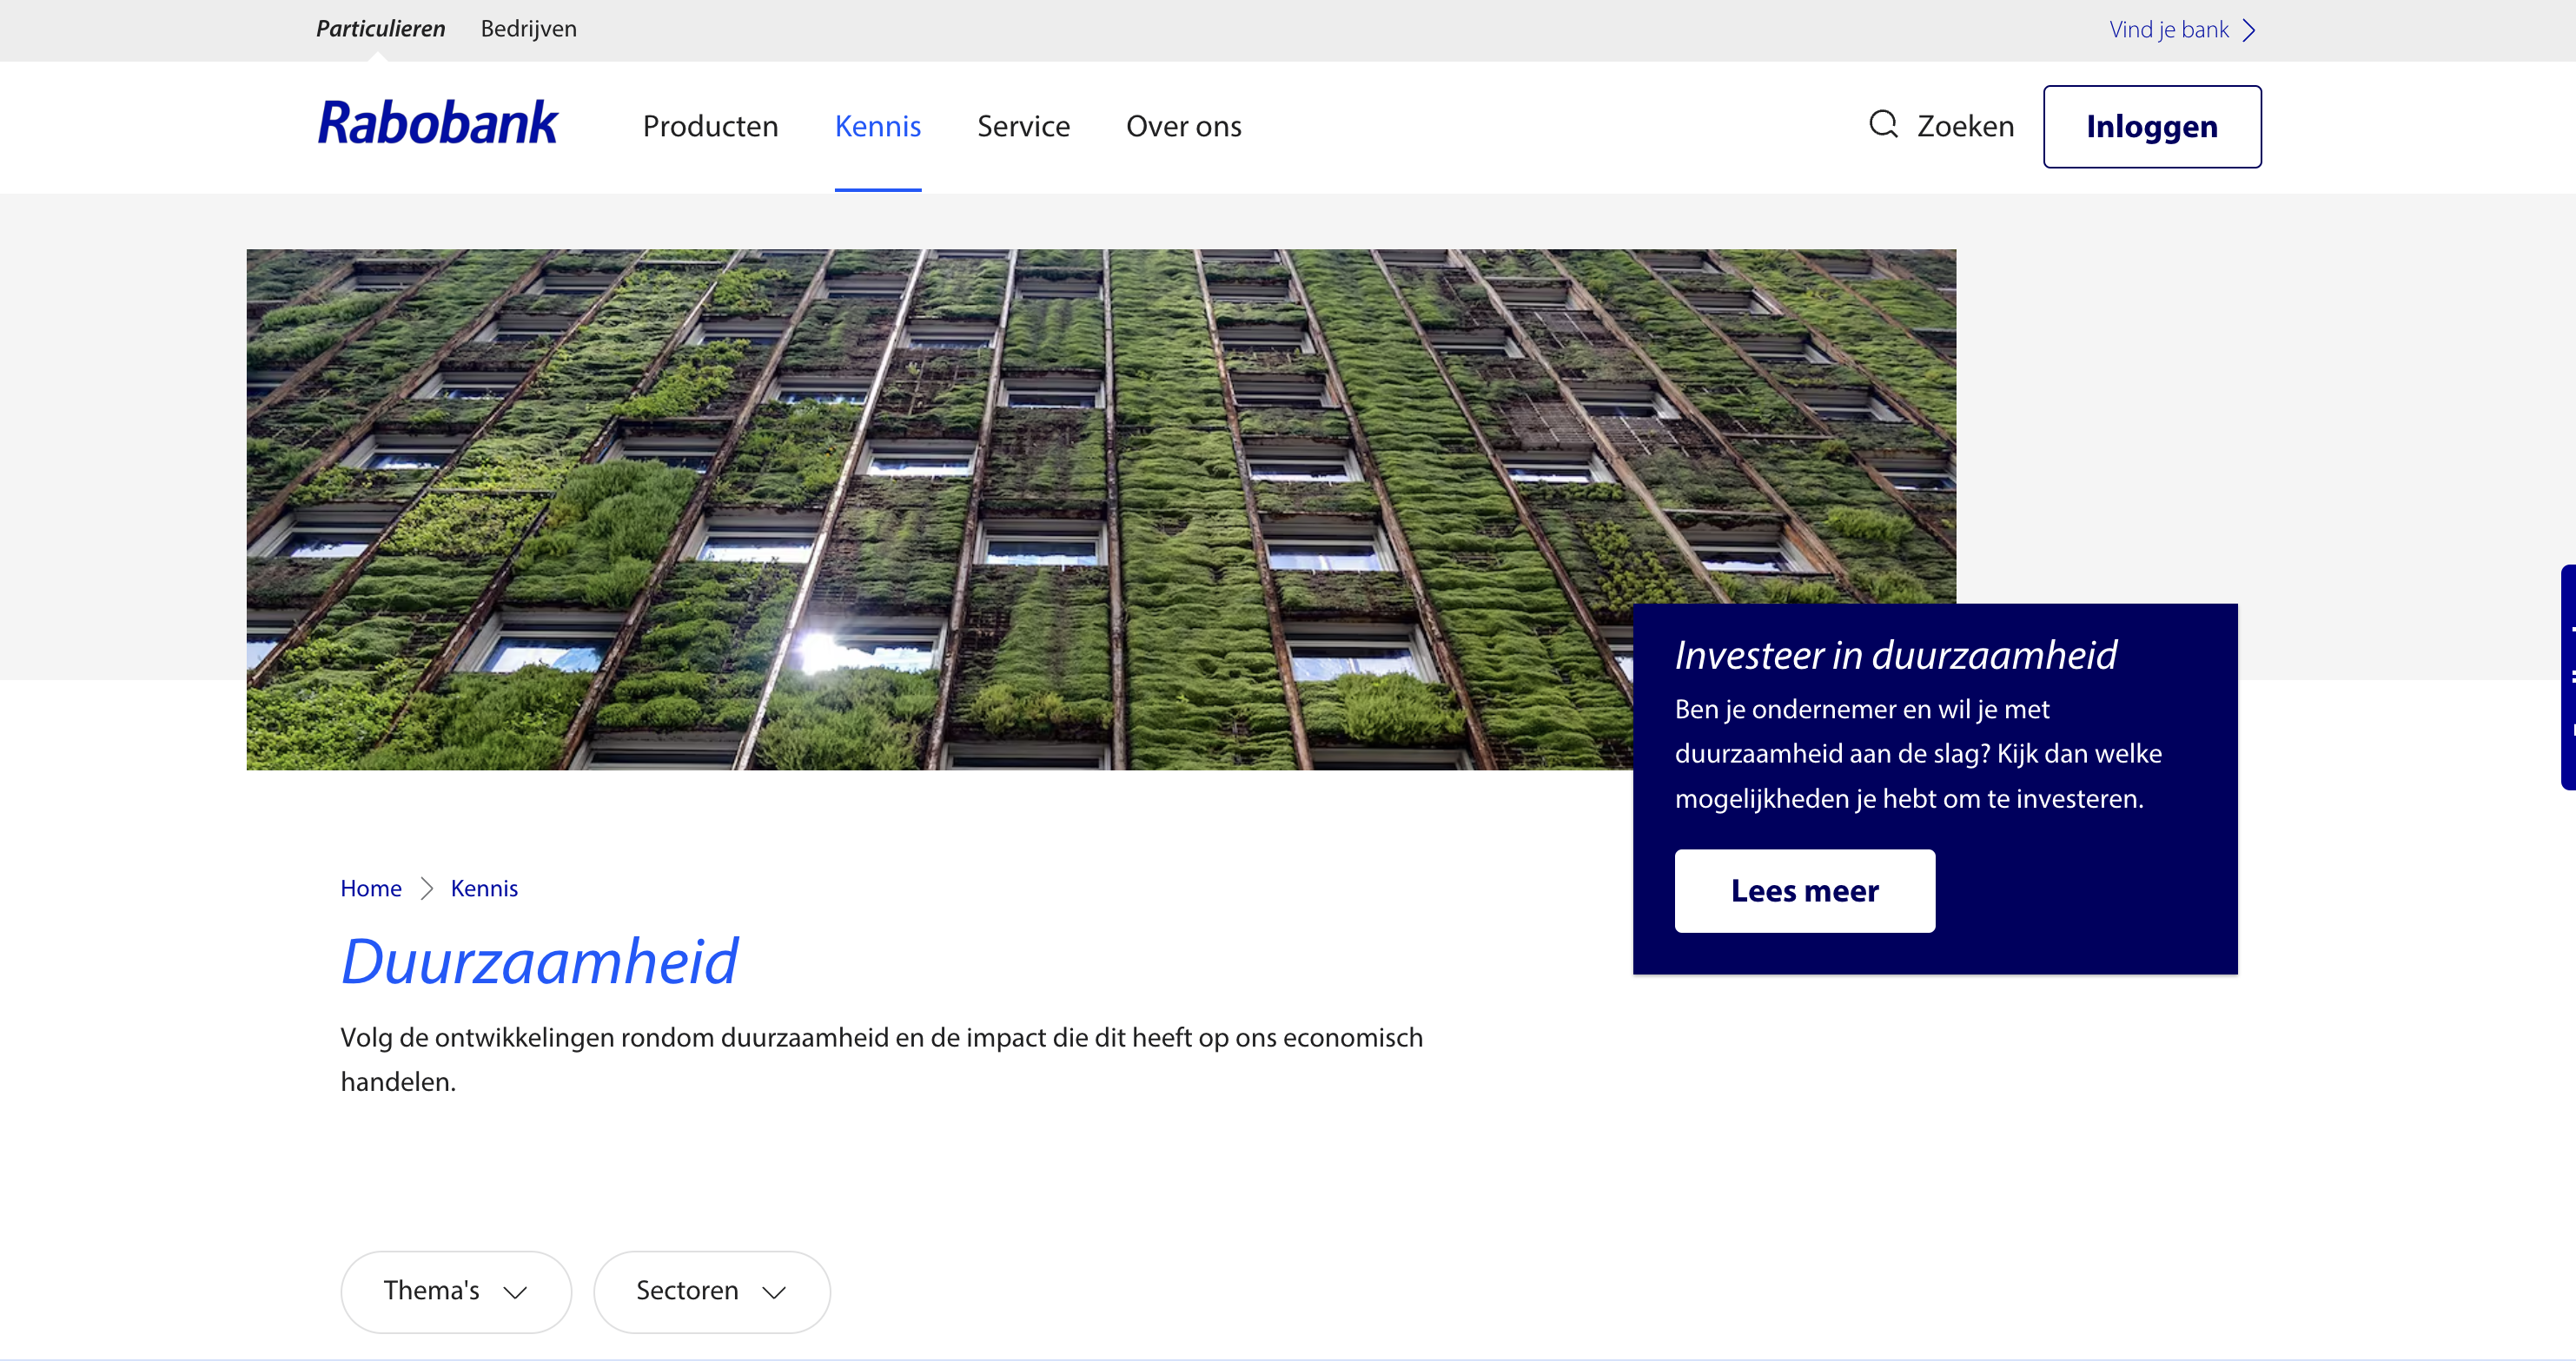 Particulieren Bedrijven Vind je bank
Rabobank Producten Kennis Service Over ons Zoeken Inloggen
Investeer in duurzaamheid
Ben je ondernemer en wil je met
duurzaamheid aan de slag? Kijk dan welke
mogelijkheden je hebt om te investeren.
Lees meer
Home Kennis
Duurzaamheid
Volg de ontwikkelingen rondom duurzaamheid en de impact die dit heeft op ons economisch
handelen.
Thema's Sectoren